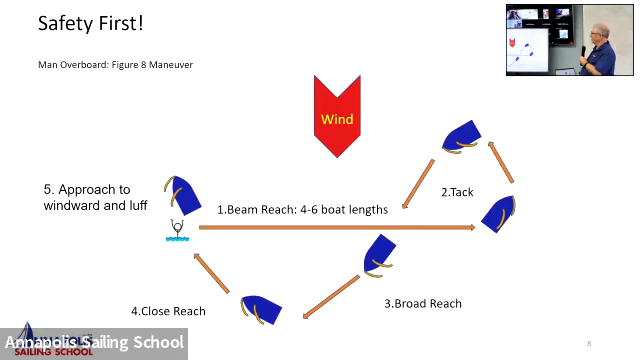 Safety First!
Man Overboard: Figure 8 Maneuver
Wind
5. Approach to
windward and luff
1.Beam Reach: 4-6 boat lengths
2.Tack
3.Broad Reach
4.Close Reach
Annapolis Sailing School
SAILING SCHOOL
8